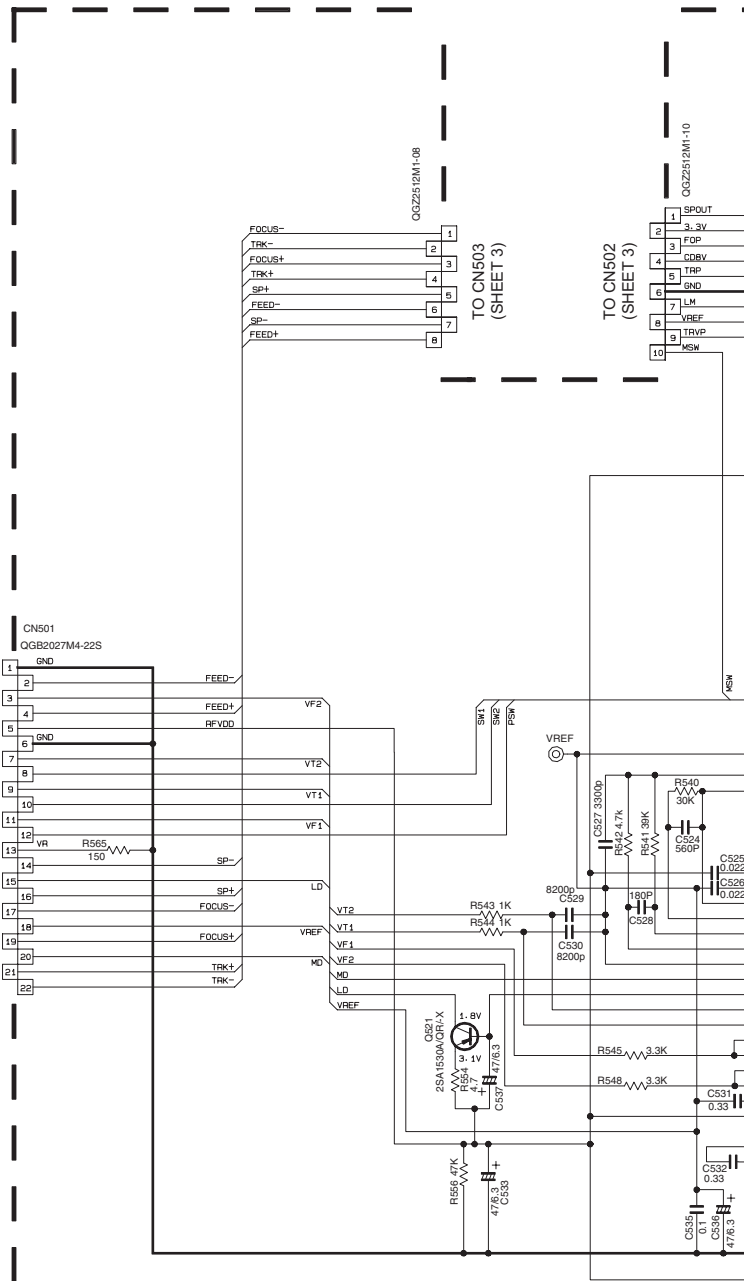 QGZ2512M1-08
QGZ2512M1-10
FOCUS- 1
TRK- 2
FOCUS+ 3
TRK+ 4
SP+ 5
FEED- 6
SP- 7
FEED+ 8
TO CN503
(SHEET 3)
TO CN502
(SHEET 3)
1 SPOUT
2 3.3V
3 FOP
4 CD8V
5 TRP
6 GND
7 LM
8 VREF
9 TRVP
10 MSW
MSW
CN501
QGB2027M4-22S
1 GND
2 FEED-
3 VF2
4 FEED+
5 RFVDD
6 GND
7 VT2
8
9 VT1
10
11 VF1
12
13 VR R565
150
14 SP-
15 LD
16 SP+
17 FOCUS-
18 VREF
19 FOCUS+
20 MD
21 TRK+
22 TRK-
SW1
SW2
PSW
VREF
C527 3300p
R542 4.7k
R541 39K
R540
30K
C524
560P
C525
0.022
C526
0.022
180P
C528
VT2
VT1
VF1
VF2
MD
LD
VREF
R543 1K
R544 1K
8200p
C529
C530
8200p
Q521
2SA1530A/QR/-X
1.8V
3.1V
R554
4.7
+
47/6.3
C537
R545 3.3K
R548 3.3K
C531
0.33
C532
0.33
R556 47K
+
47/6.3
C533
C535
0.1
+
C536
47/6.3